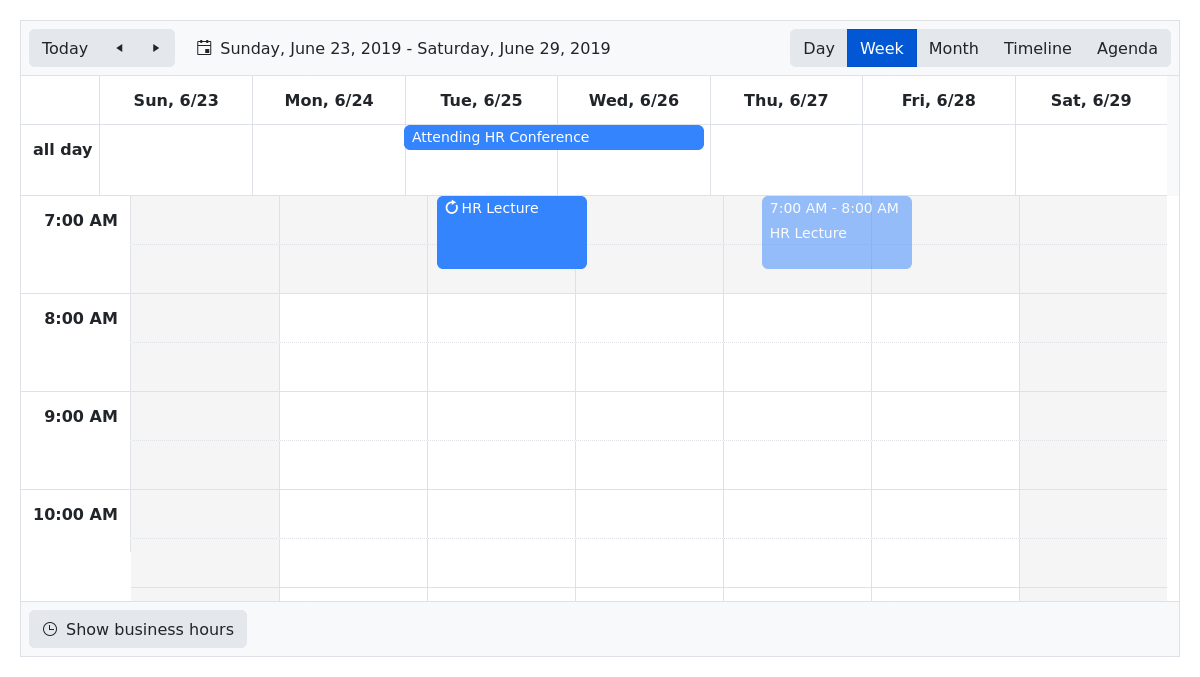 Today
Sunday, June 23, 2019 - Saturday, June 29, 2019
Day
Week
Month
Timeline
Agenda
Sun, 6/23
Mon, 6/24
Tue, 6/25
Wed, 6/26
Thu, 6/27
Fri, 6/28
Sat, 6/29
all day
Attending HR Conference
7:00 AM
HR Lecture
7:00 AM - 8:00 AM
HR Lecture
8:00 AM
9:00 AM
10:00 AM
Show business hours